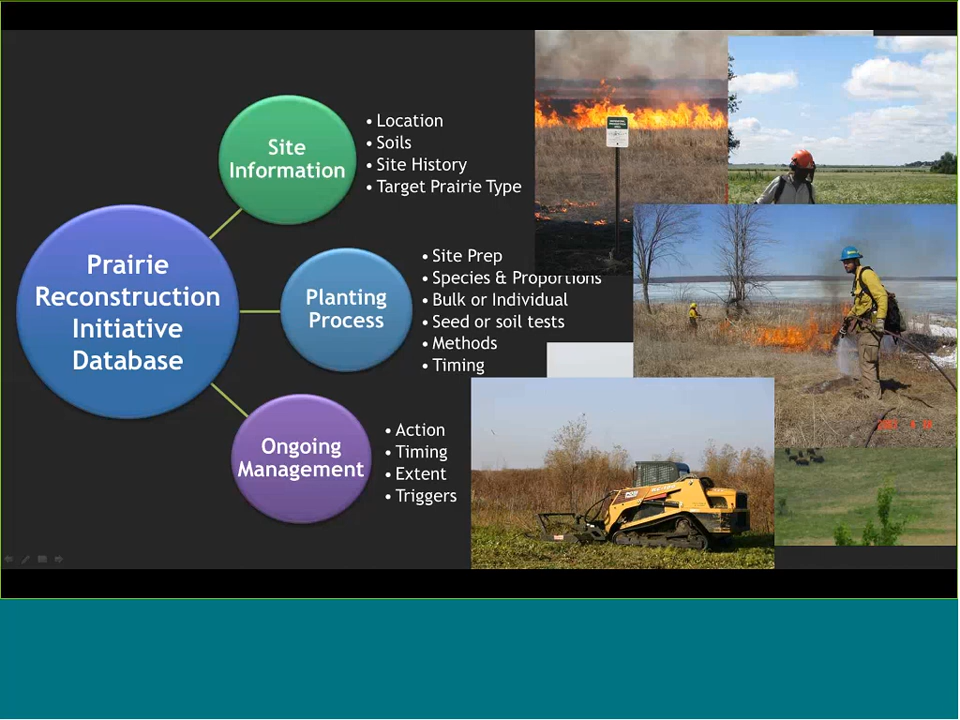 Prairie
Reconstruction
Initiative
Database
Site
Information
• Location
• Soils
• Site History
• Target Prairie Type
Planting
Process
• Site Prep
• Species & Proportions
• Bulk or Individual
• Seed or soil tests
• Methods
• Timing
Ongoing
Management
• Action
• Timing
• Extent
• Triggers